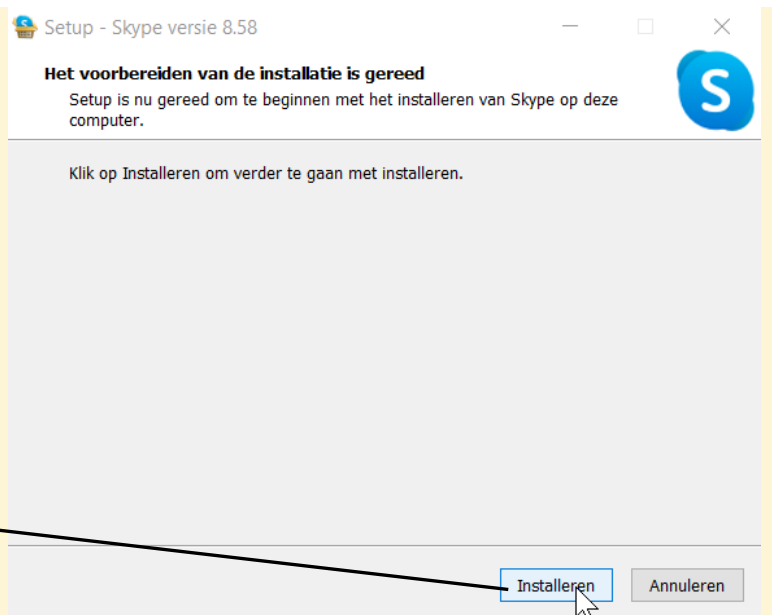 Setup - Skype versie 8.58
Het voorbereiden van de installatie is gereed
Setup is nu gereed om te beginnen met het installeren van Skype op deze
computer.
S
Klik op Installeren om verder te gaan met installeren.
Installeren
Annuleren